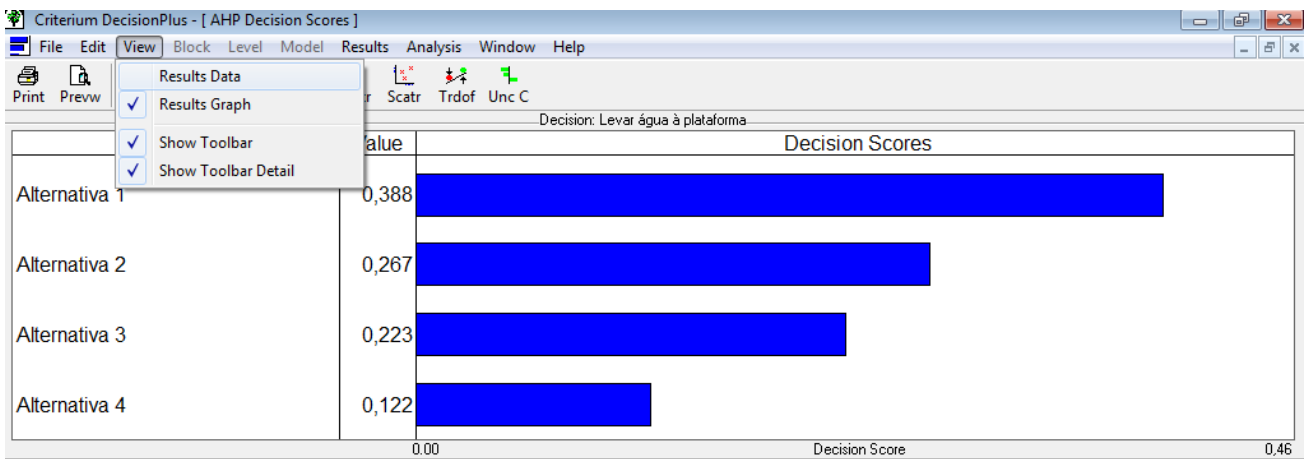 Criterium DecisionPlus - [ AHP Decision Scores ]
File Edit View Block Level Model Results Analysis Window Help
Print Prevw Scatr Trdof Unc C
Results Data
Results Graph
Show Toolbar
Show Toolbar Detail
Decision: Levar água à plataforma
Decision Scores
Alternativa 1 0,388
Alternativa 2 0,267
Alternativa 3 0,223
Alternativa 4 0,122
0.00 Decision Score 0,46